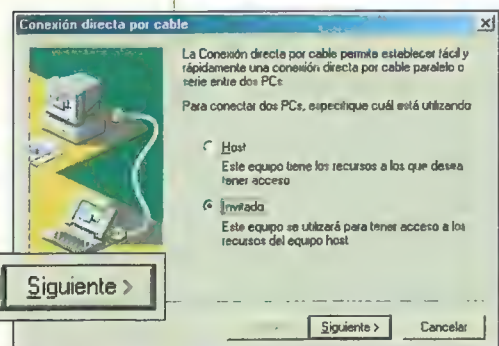 Conexión directa por cable
La Conexión directa por cable permite establecer fácil y
rápidamente una conexión directa por cable paralelo o
serie entre dos PCs
Para conectar dos PCs, especifique cuál está utilizando
Host
Este equipo tiene los recursos a los que desea
tener acceso
Invitado
Este equipo se utilizará para tener acceso a los
recursos del equipo host
Siguiente >
Siguiente >
Cancelar